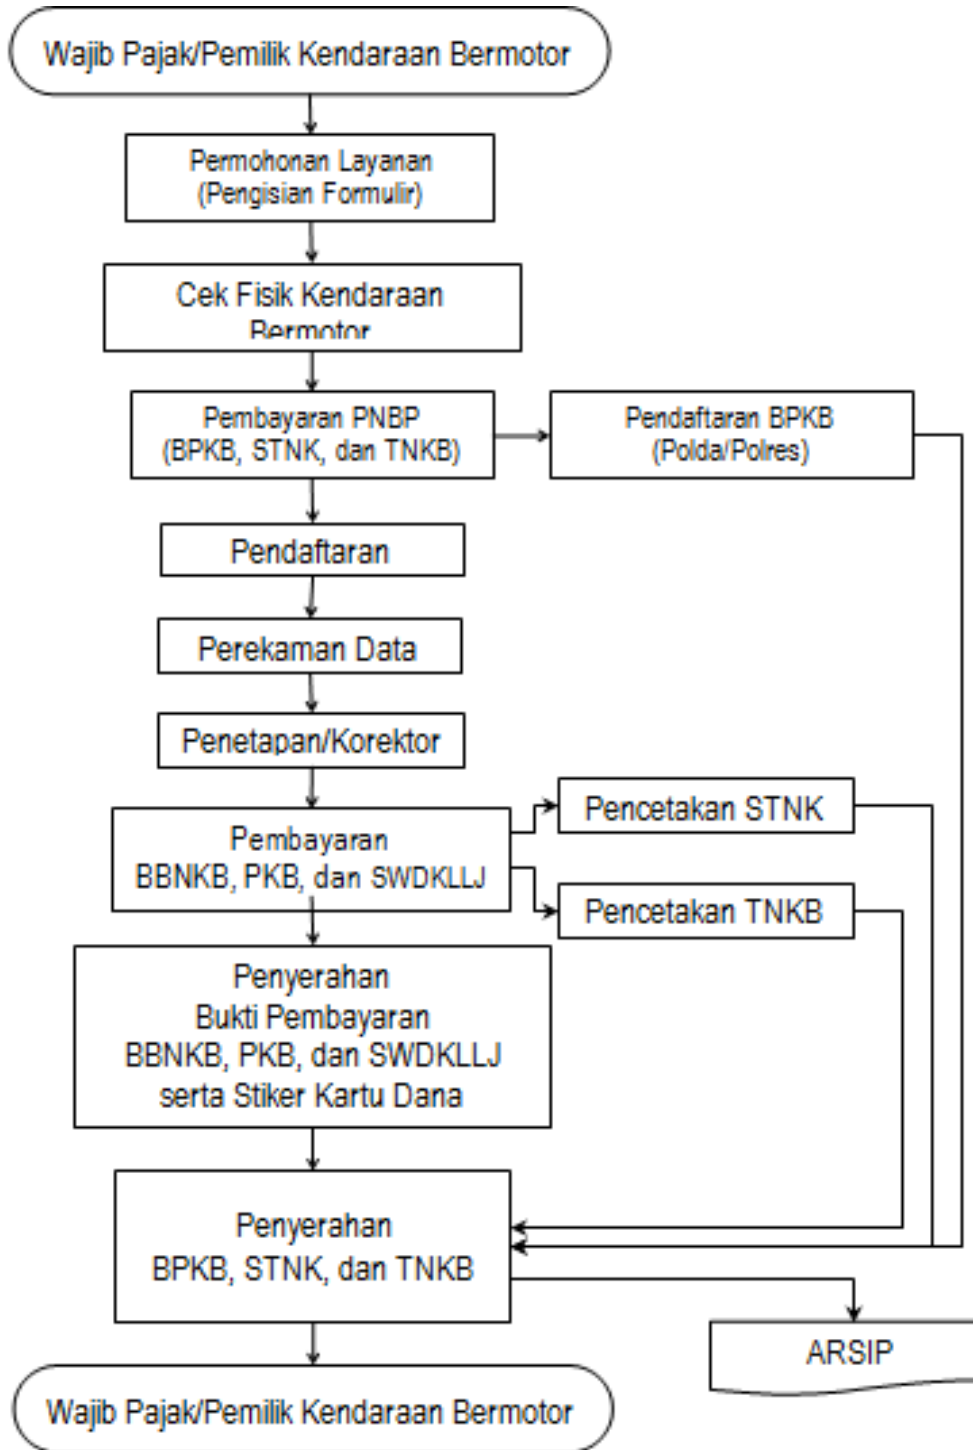 Wajib Pajak/Pemilik Kendaraan Bermotor
Permohonan Layanan
(Pengisian Formulir)
Cek Fisik Kendaraan
Bermotor
Pembayaran PNBP
(BPKB, STNK, dan TNKB)
Pendaftaran BPKB
(Polda/Polres)
Pendaftaran
Perekaman Data
Penetapan/Korektor
Pembayaran
BBNKB, PKB, dan SWDKLLJ
Pencetakan STNK
Pencetakan TNKB
Penyerahan
Bukti Pembayaran
BBNKB, PKB, dan SWDKLLJ
serta Stiker Kartu Dana
Penyerahan
BPKB, STNK, dan TNKB
ARSIP
Wajib Pajak/Pemilik Kendaraan Bermotor